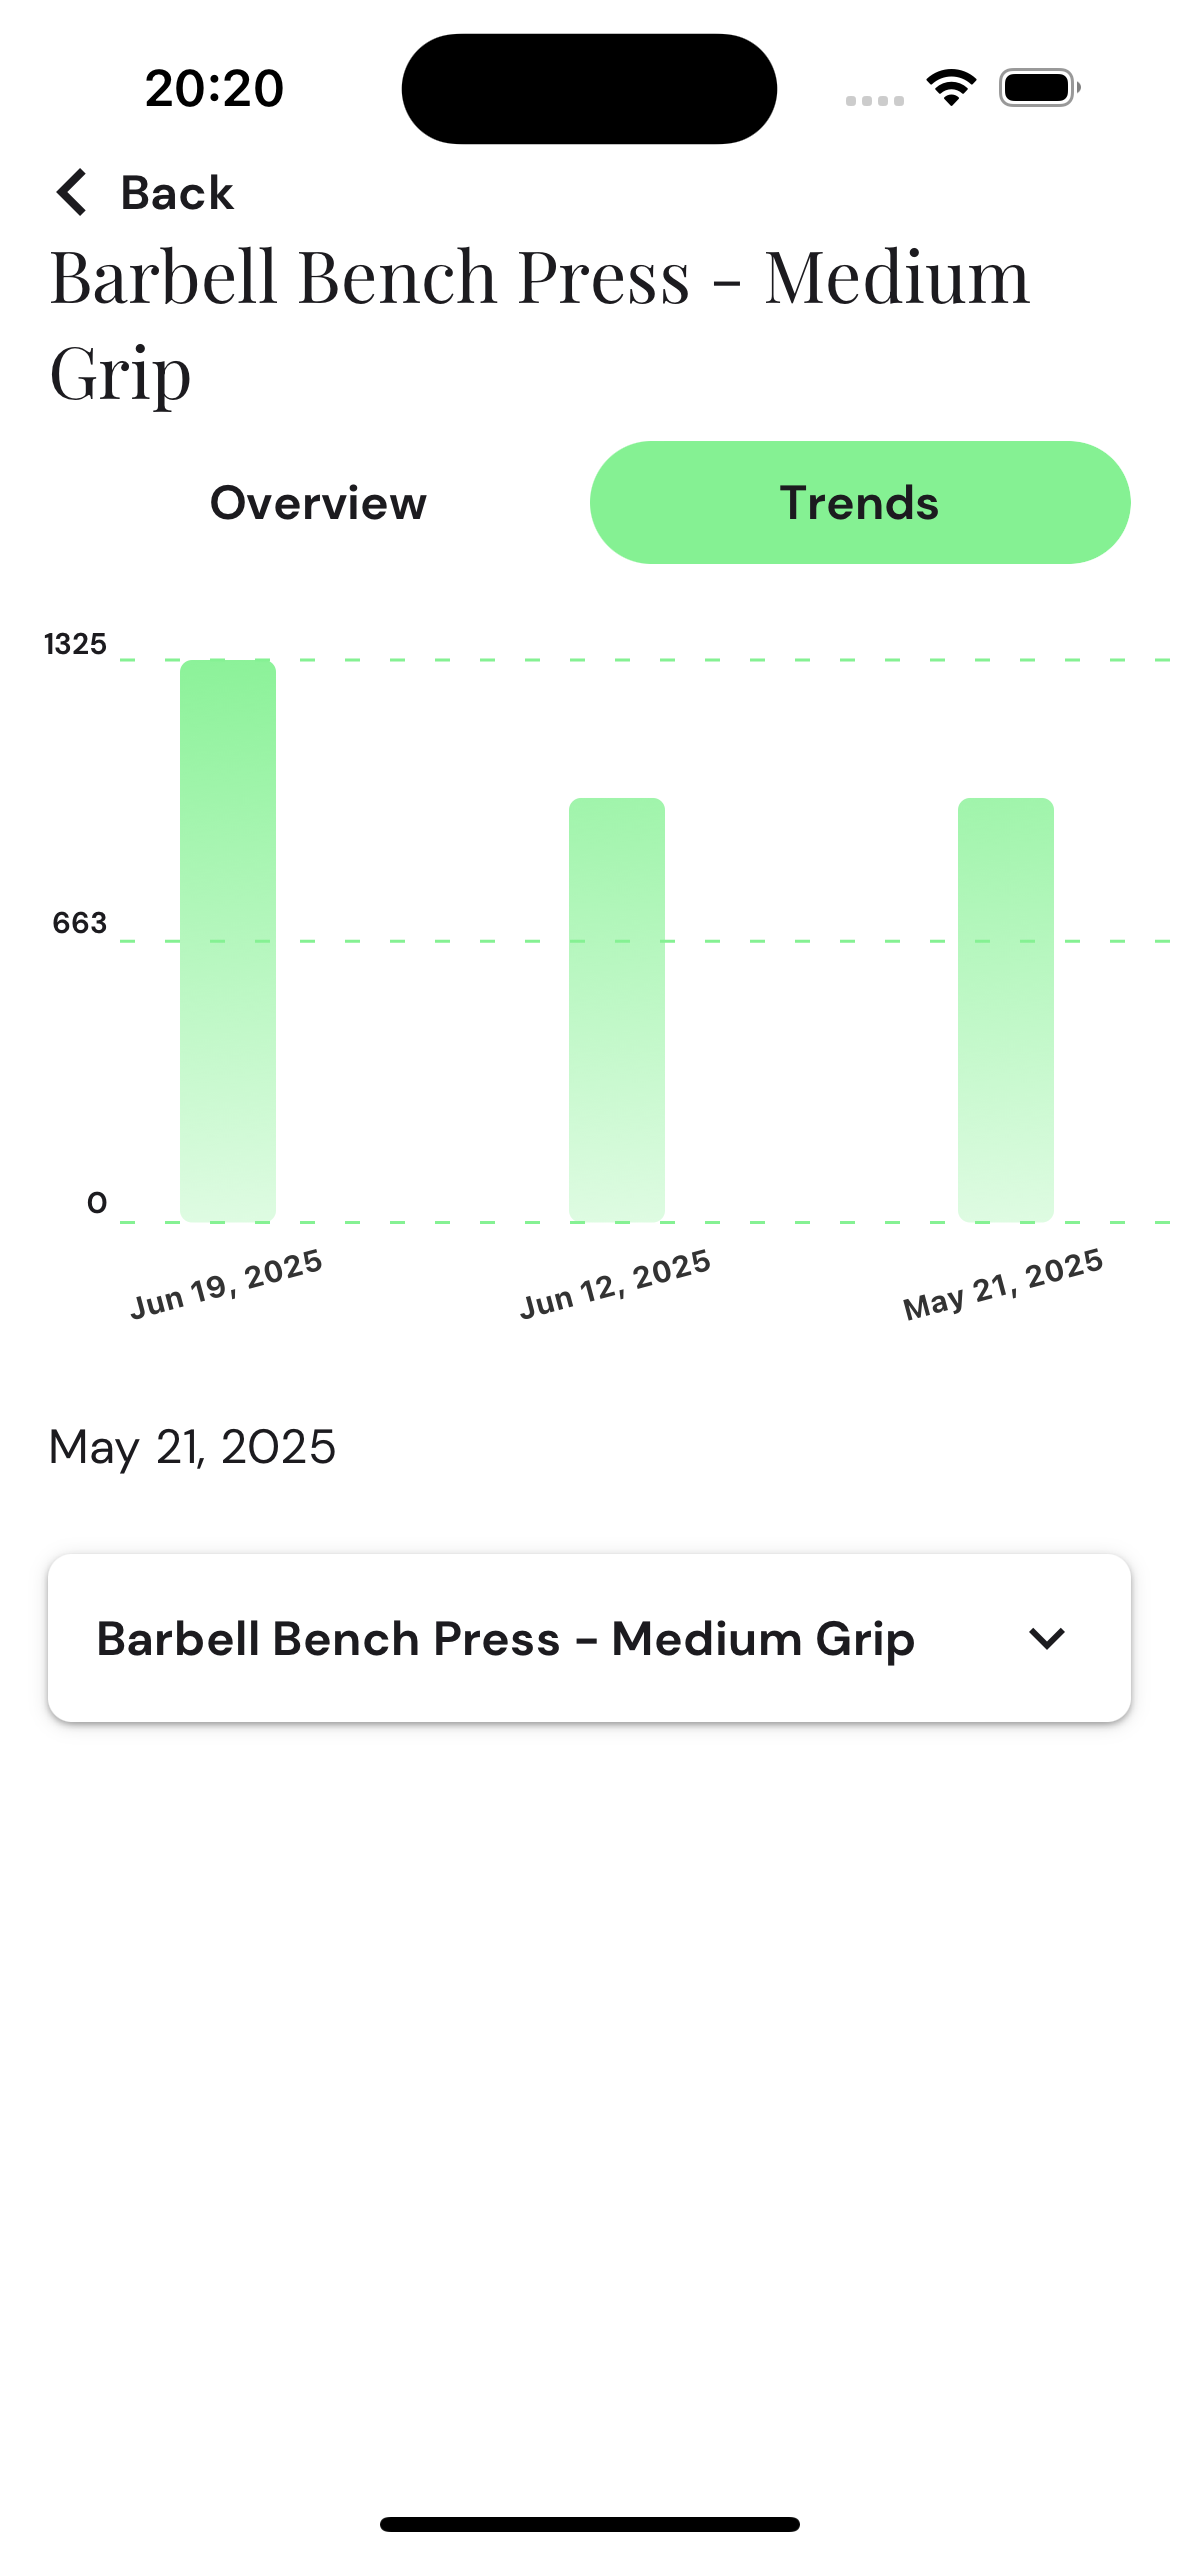 20:20
Back
Barbell Bench Press - Medium
Grip
Overview
Trends
1325
663
0
Jun 19, 2025
Jun 12, 2025
May 21, 2025
May 21, 2025
Barbell Bench Press - Medium Grip